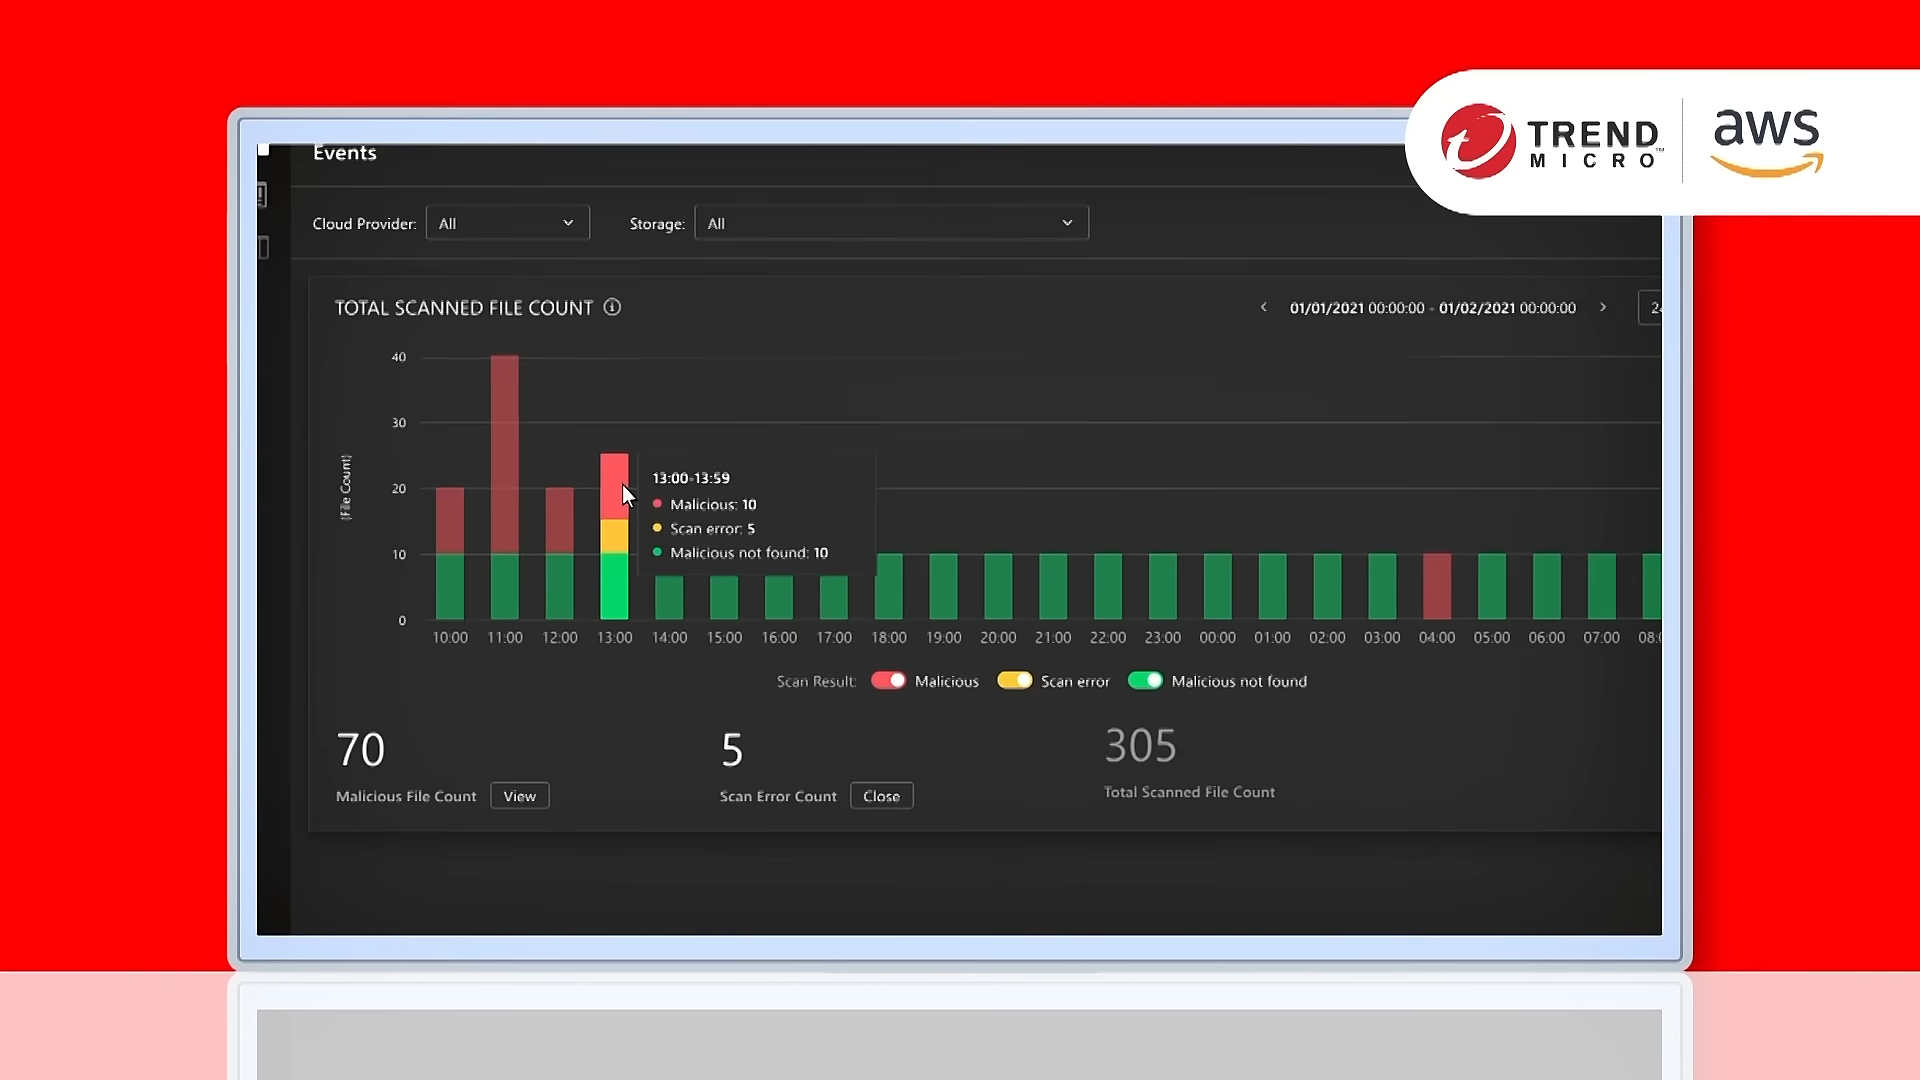 TREND
MICRO™
aws
Events
Cloud Provider: All
Storage: All
TOTAL SCANNED FILE COUNT
01/01/2021 00:00:00 - 01/02/2021 00:00:00
40
30
20
10
0
(File Count)
13:00-13:59
Malicious: 10
Scan error: 5
Malicious not found: 10
10:00 11:00 12:00 13:00 14:00 15:00 16:00 17:00 18:00 19:00 20:00 21:00 22:00 23:00 00:00 01:00 02:00 03:00 04:00 05:00 06:00 07:00
Scan Result: Malicious Scan error Malicious not found
70
Malicious File Count View
5
Scan Error Count Close
305
Total Scanned File Count